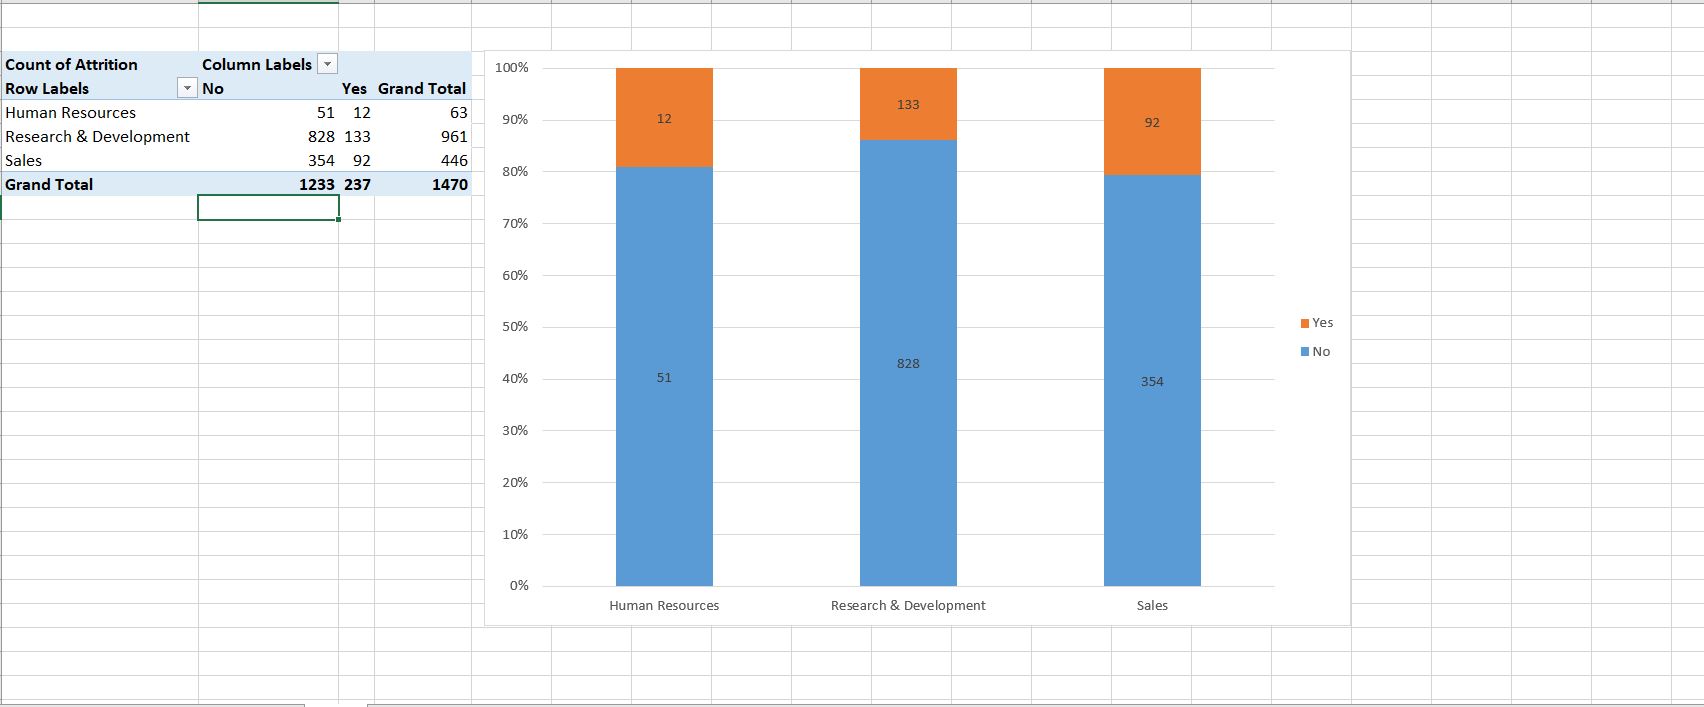 Count of Attrition Column Labels
Row Labels No Yes Grand Total
Human Resources 51 12 63
Research & Development 828 133 961
Sales 354 92 446
Grand Total 1233 237 1470
100%
90%
80%
70%
60%
50%
40%
30%
20%
10%
0%
12
133
92
51
828
354
Human Resources Research & Development Sales
Yes
No